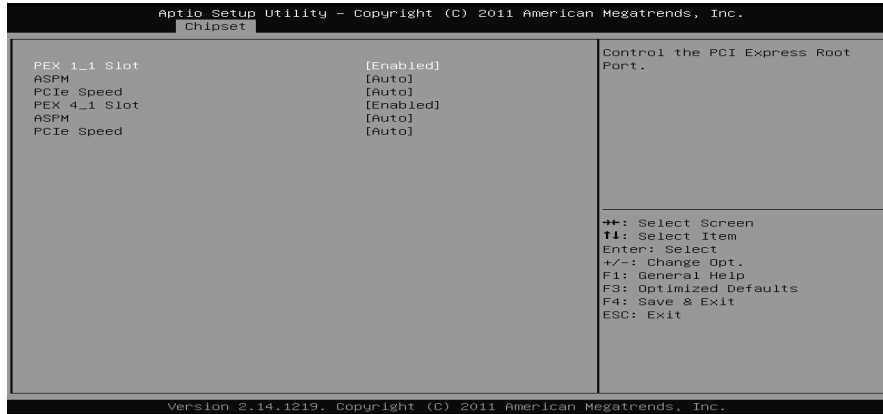 Aptio Setup Utility - Copyright (C) 2011 American Megatrends, Inc.
Chipset
PEX 1_1 Slot [Enabled]
ASPM [Auto]
PCIe Speed [Auto]
PEX 4_1 Slot [Enabled]
ASPM [Auto]
PCIe Speed [Auto]
Control the PCI Express Root
Port.
→←: Select Screen
↑↓: Select Item
Enter: Select
+/-: Change Opt.
F1: General Help
F3: Optimized Defaults
F4: Save & Exit
ESC: Exit
Version 2.14.1219. Copyright (C) 2011 American Megatrends, Inc.